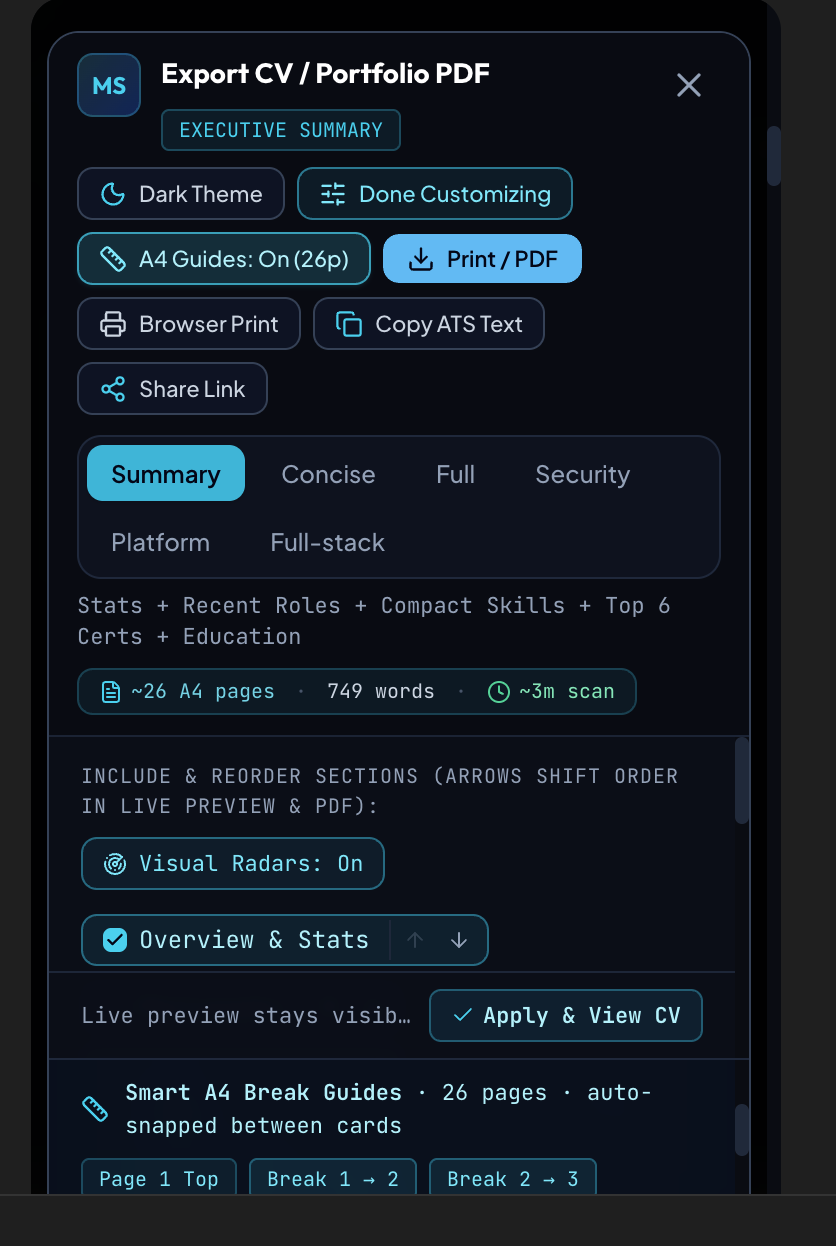 MS
Export CV / Portfolio PDF
EXECUTIVE SUMMARY
Dark Theme
Done Customizing
A4 Guides: On (26p)
Print / PDF
Browser Print
Copy ATS Text
Share Link
Summary
Concise
Full
Security
Platform
Full-stack
Stats + Recent Roles + Compact Skills + Top 6
Certs + Education
~26 A4 pages · 749 words · ~3m scan
INCLUDE & REORDER SECTIONS (ARROWS SHIFT ORDER
IN LIVE PREVIEW & PDF):
Visual Radars: On
Overview & Stats ↑ ↓
Live preview stays visib…
Apply & View CV
Smart A4 Break Guides · 26 pages · auto-
snapped between cards
Page 1 Top
Break 1 → 2
Break 2 → 3